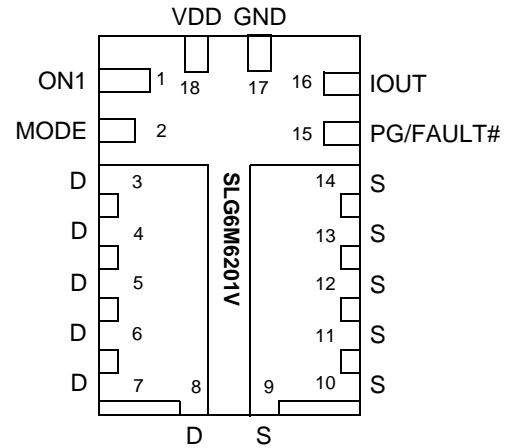 VDD GND
ON1 1 18 17 16 IOUT
MODE 2 15 PG/FAULT#
D 3 14 S
D 4 13 S
D 5 12 S
D 6 11 S
D 7 8 9 10 S
D S
SLG6M6201V